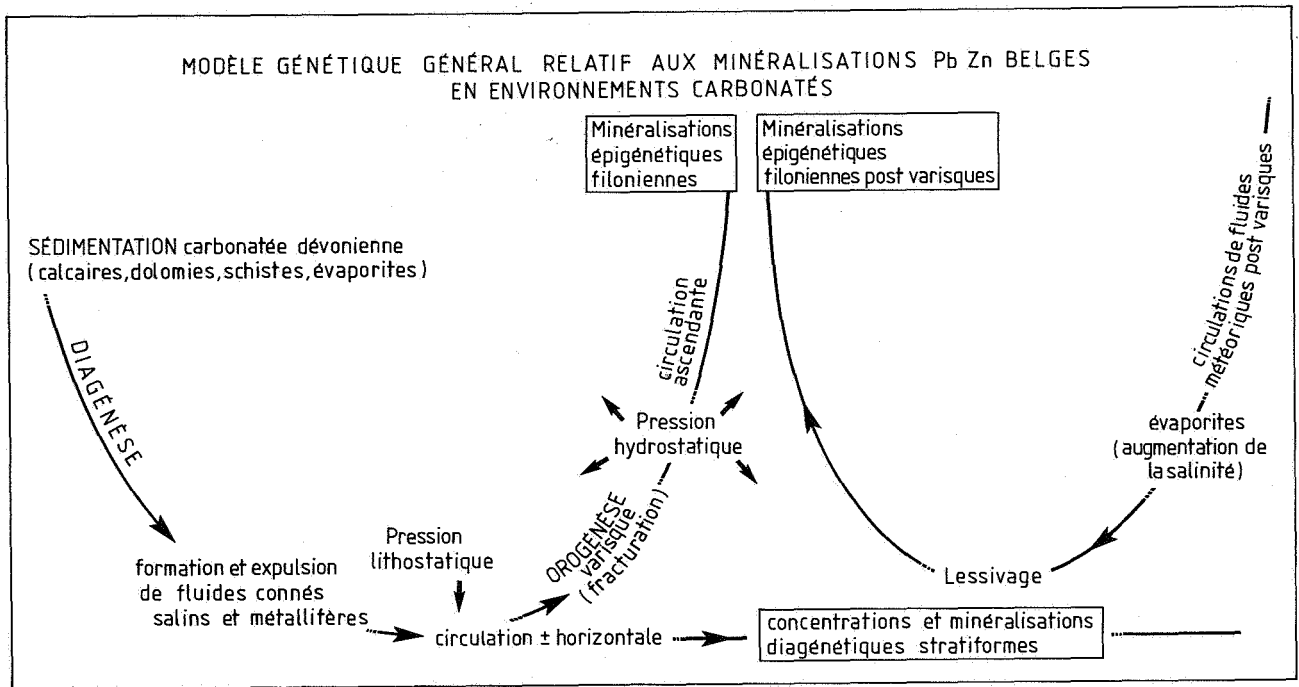 MODÈLE GÉNÉTIQUE GÉNÉRAL RELATIF AUX MINÉRALISATIONS Pb Zn BELGES
EN ENVIRONNEMENTS CARBONATÉS
Minéralisations
épigénétiques
filoniennes
Minéralisations
épigénétiques
filoniennes post varisques
SÉDIMENTATION carbonatée dévonienne
(calcaires,dolomies,schistes,évaporites)
DIAGÉNÈSE
formation et expulsion
de fluides connés
salins et métallifères
Pression
lithostatique
circulation ± horizontale
OROGÉNÈSE
varisque
(fracturation)
Pression
hydrostatique
circulation
ascendante
concentrations et minéralisations
diagénétiques stratiformes
Lessivage
évaporites
(augmentation de
la salinité)
circulations de fluides
météoriques post varisques